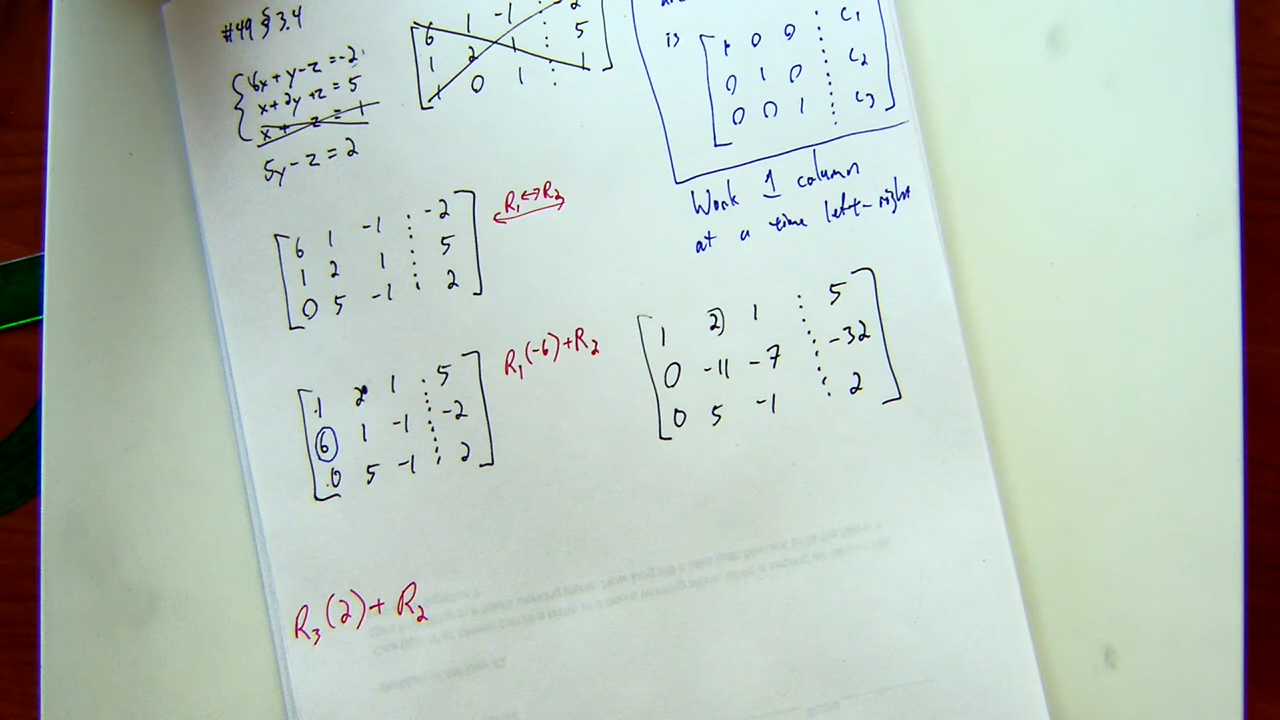 #49 § 3.4
6x + y - z = -2
x + 2y + z = 5
x + z = 1
5y - z = 2
6 1 -1 ⋮ 2
1 2 1 ⋮ 5
1 0 1 ⋮ 1
is
1 0 0 ⋮ C1
0 1 0 ⋮ C2
0 0 1 ⋮ C3
Work 1 column
at a time left-right
6 1 -1 ⋮ -2
1 2 1 ⋮ 5
0 5 -1 ⋮ 2
R1 ↔ R2
1 2 1 ⋮ 5
6 1 -1 ⋮ -2
0 5 -1 ⋮ 2
R1(-6) + R2
1 2 1 ⋮ 5
0 -11 -7 ⋮ -32
0 5 -1 ⋮ 2
R3(2) + R2